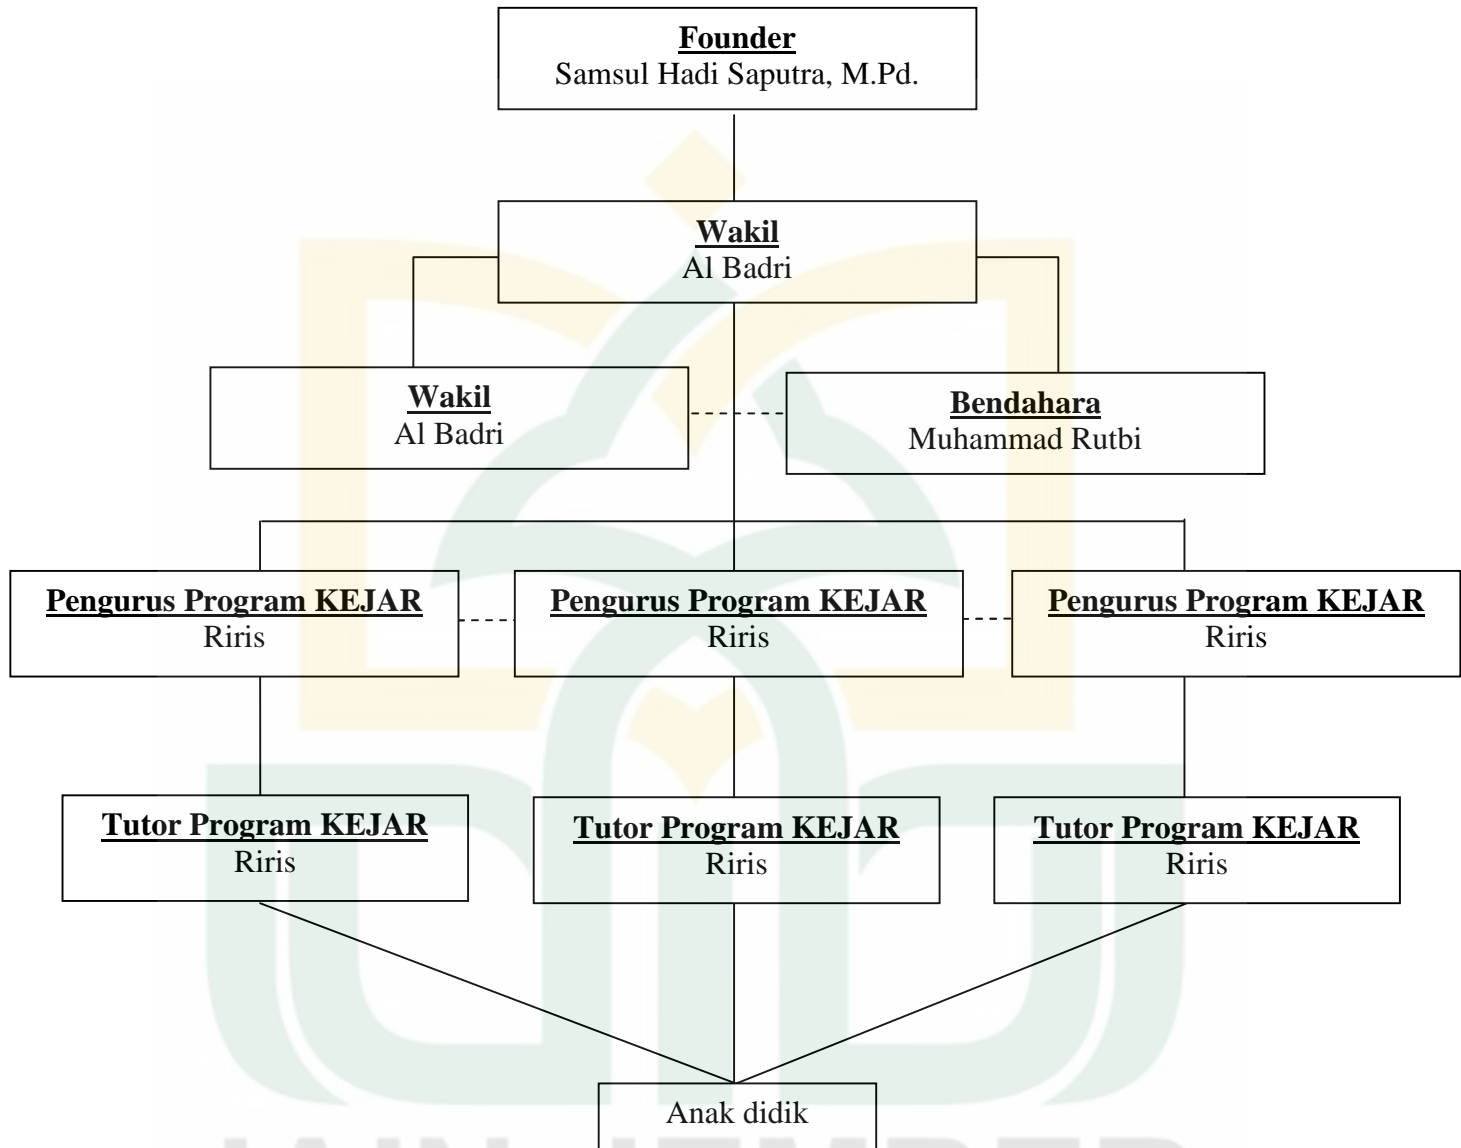 Founder
Samsul Hadi Saputra, M.Pd.
Wakil
Al Badri
Wakil
Al Badri
Bendahara
Muhammad Rutbi
Pengurus Program KEJAR
Riris
Pengurus Program KEJAR
Riris
Pengurus Program KEJAR
Riris
Tutor Program KEJAR
Riris
Tutor Program KEJAR
Riris
Tutor Program KEJAR
Riris
Anak didik
IAIN JEMBER